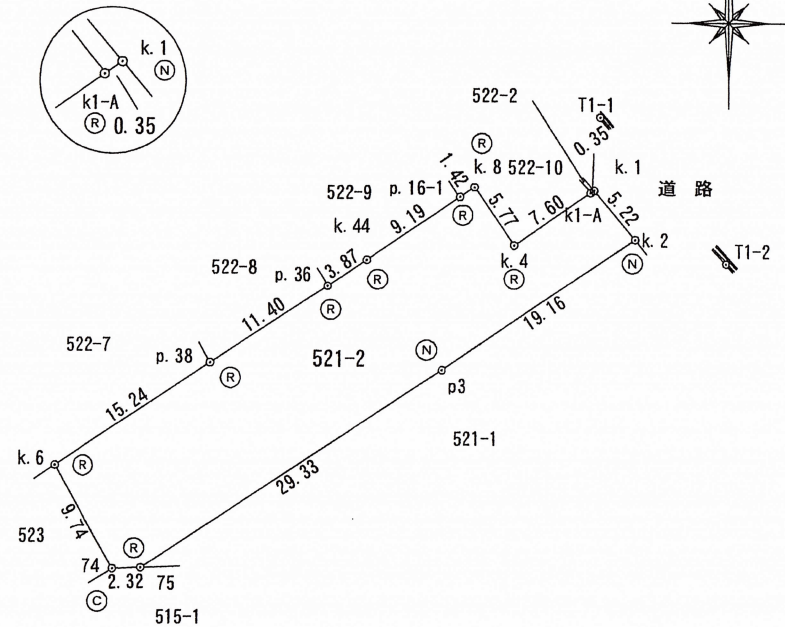 k. 1
Ⓝ
k1-A
Ⓡ 0. 35
522-2
T1-1
0. 35
Ⓡ
k. 8 522-10
k. 1
道 路
1. 42
p. 16-1
522-9
Ⓡ
5. 77
7. 60
k1-A
5. 22
k. 44
9. 19
k. 4
Ⓡ
k. 2
Ⓝ
T1-2
522-8
p. 36
3. 87
Ⓡ
Ⓡ
11. 40
19. 16
522-7
p. 38
Ⓡ
521-2
Ⓝ
p3
15. 24
521-1
k. 6
Ⓡ
29. 33
9. 74
523
Ⓡ
74
2. 32
75
Ⓒ
515-1